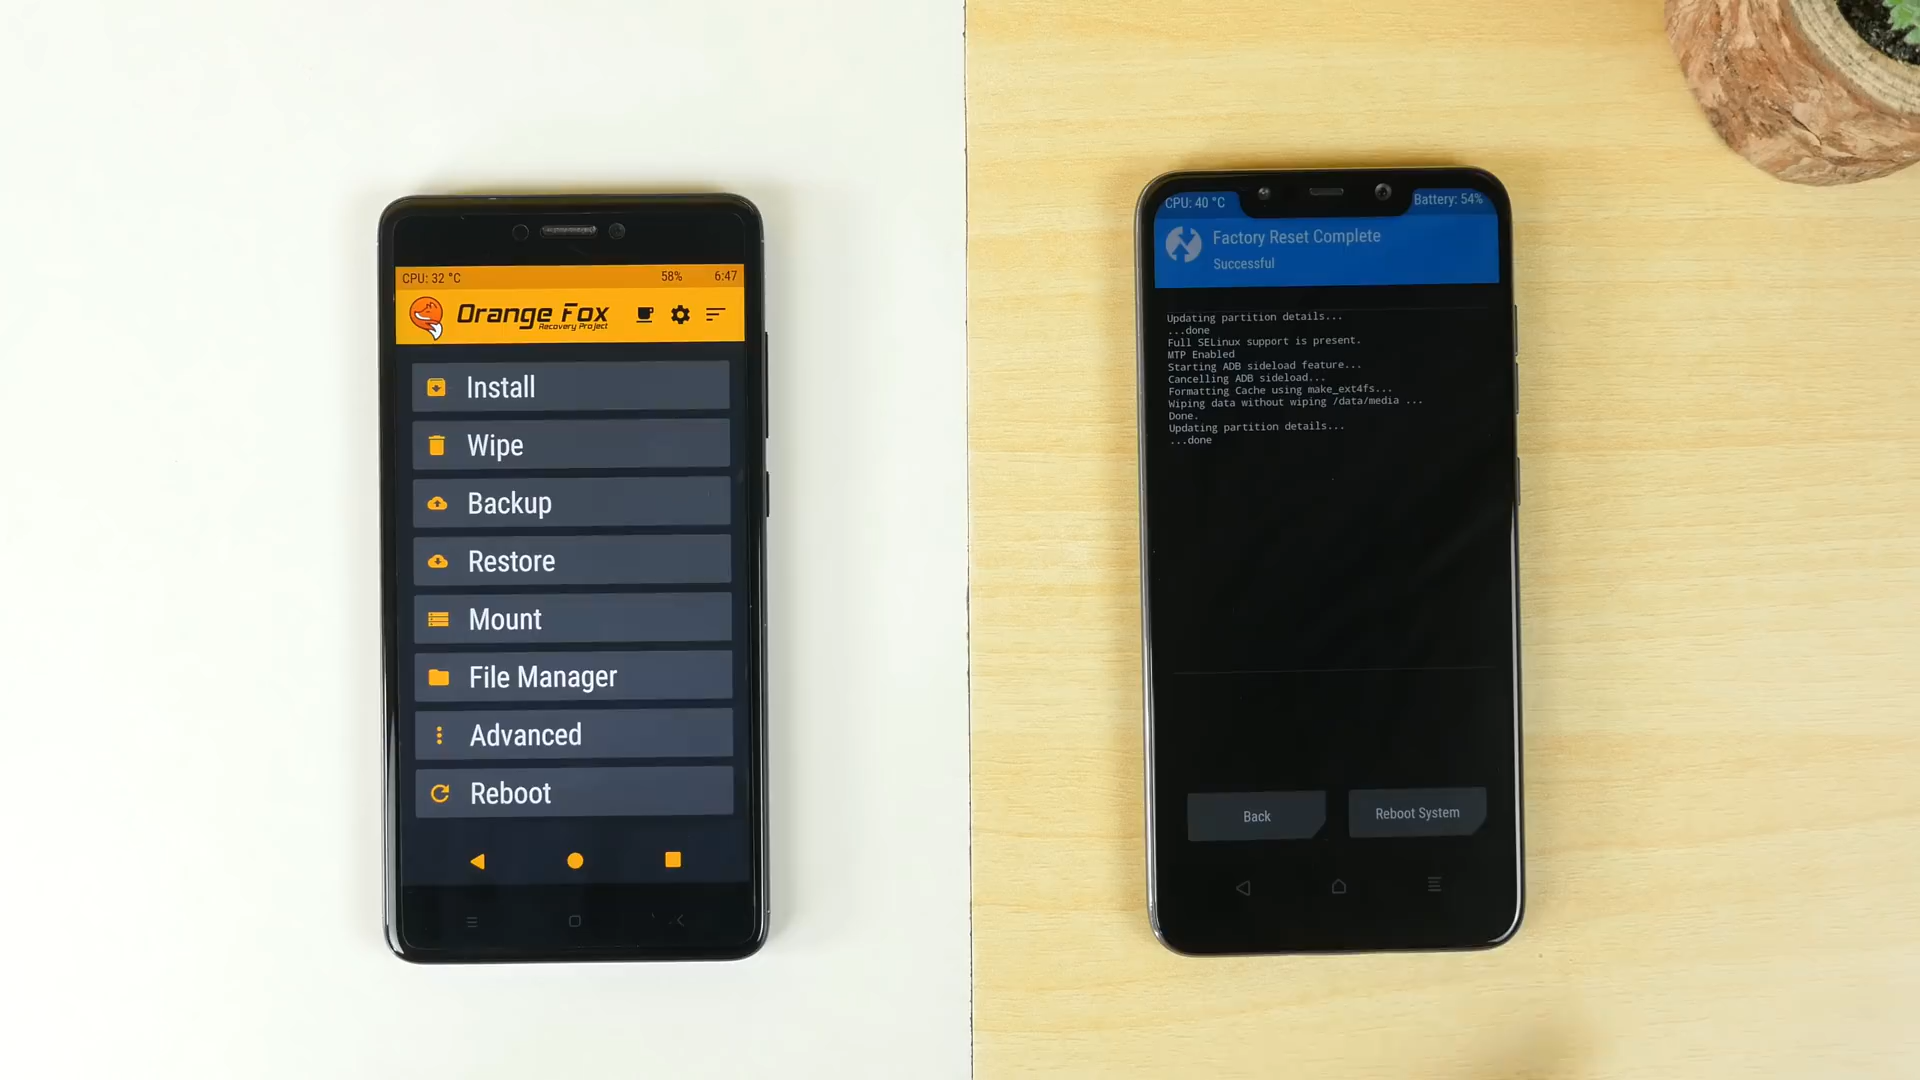 CPU: 32 °C
58%
6:47
Orange Fox
Recovery Project
Install
Wipe
Backup
Restore
Mount
File Manager
Advanced
Reboot
CPU: 40 °C
Battery: 54%
Factory Reset Complete
Successful
Updating partition details...
...done
Full SELinux support is present.
MTP Enabled
Starting ADB sideload feature...
Cancelling ADB sideload...
Formatting Cache using make_ext4fs...
Wiping data without wiping /data/media ...
Done.
Updating partition details...
...done
Back
Reboot System